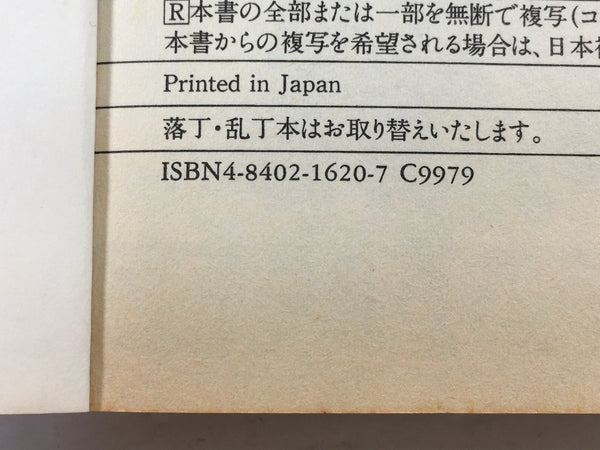 R本書の全部または一部を無断で複写(コ
本書からの複写を希望される場合は、日本
Printed in Japan
落丁・乱丁本はお取り替えいたします。
ISBN4-8402-1620-7 C9979